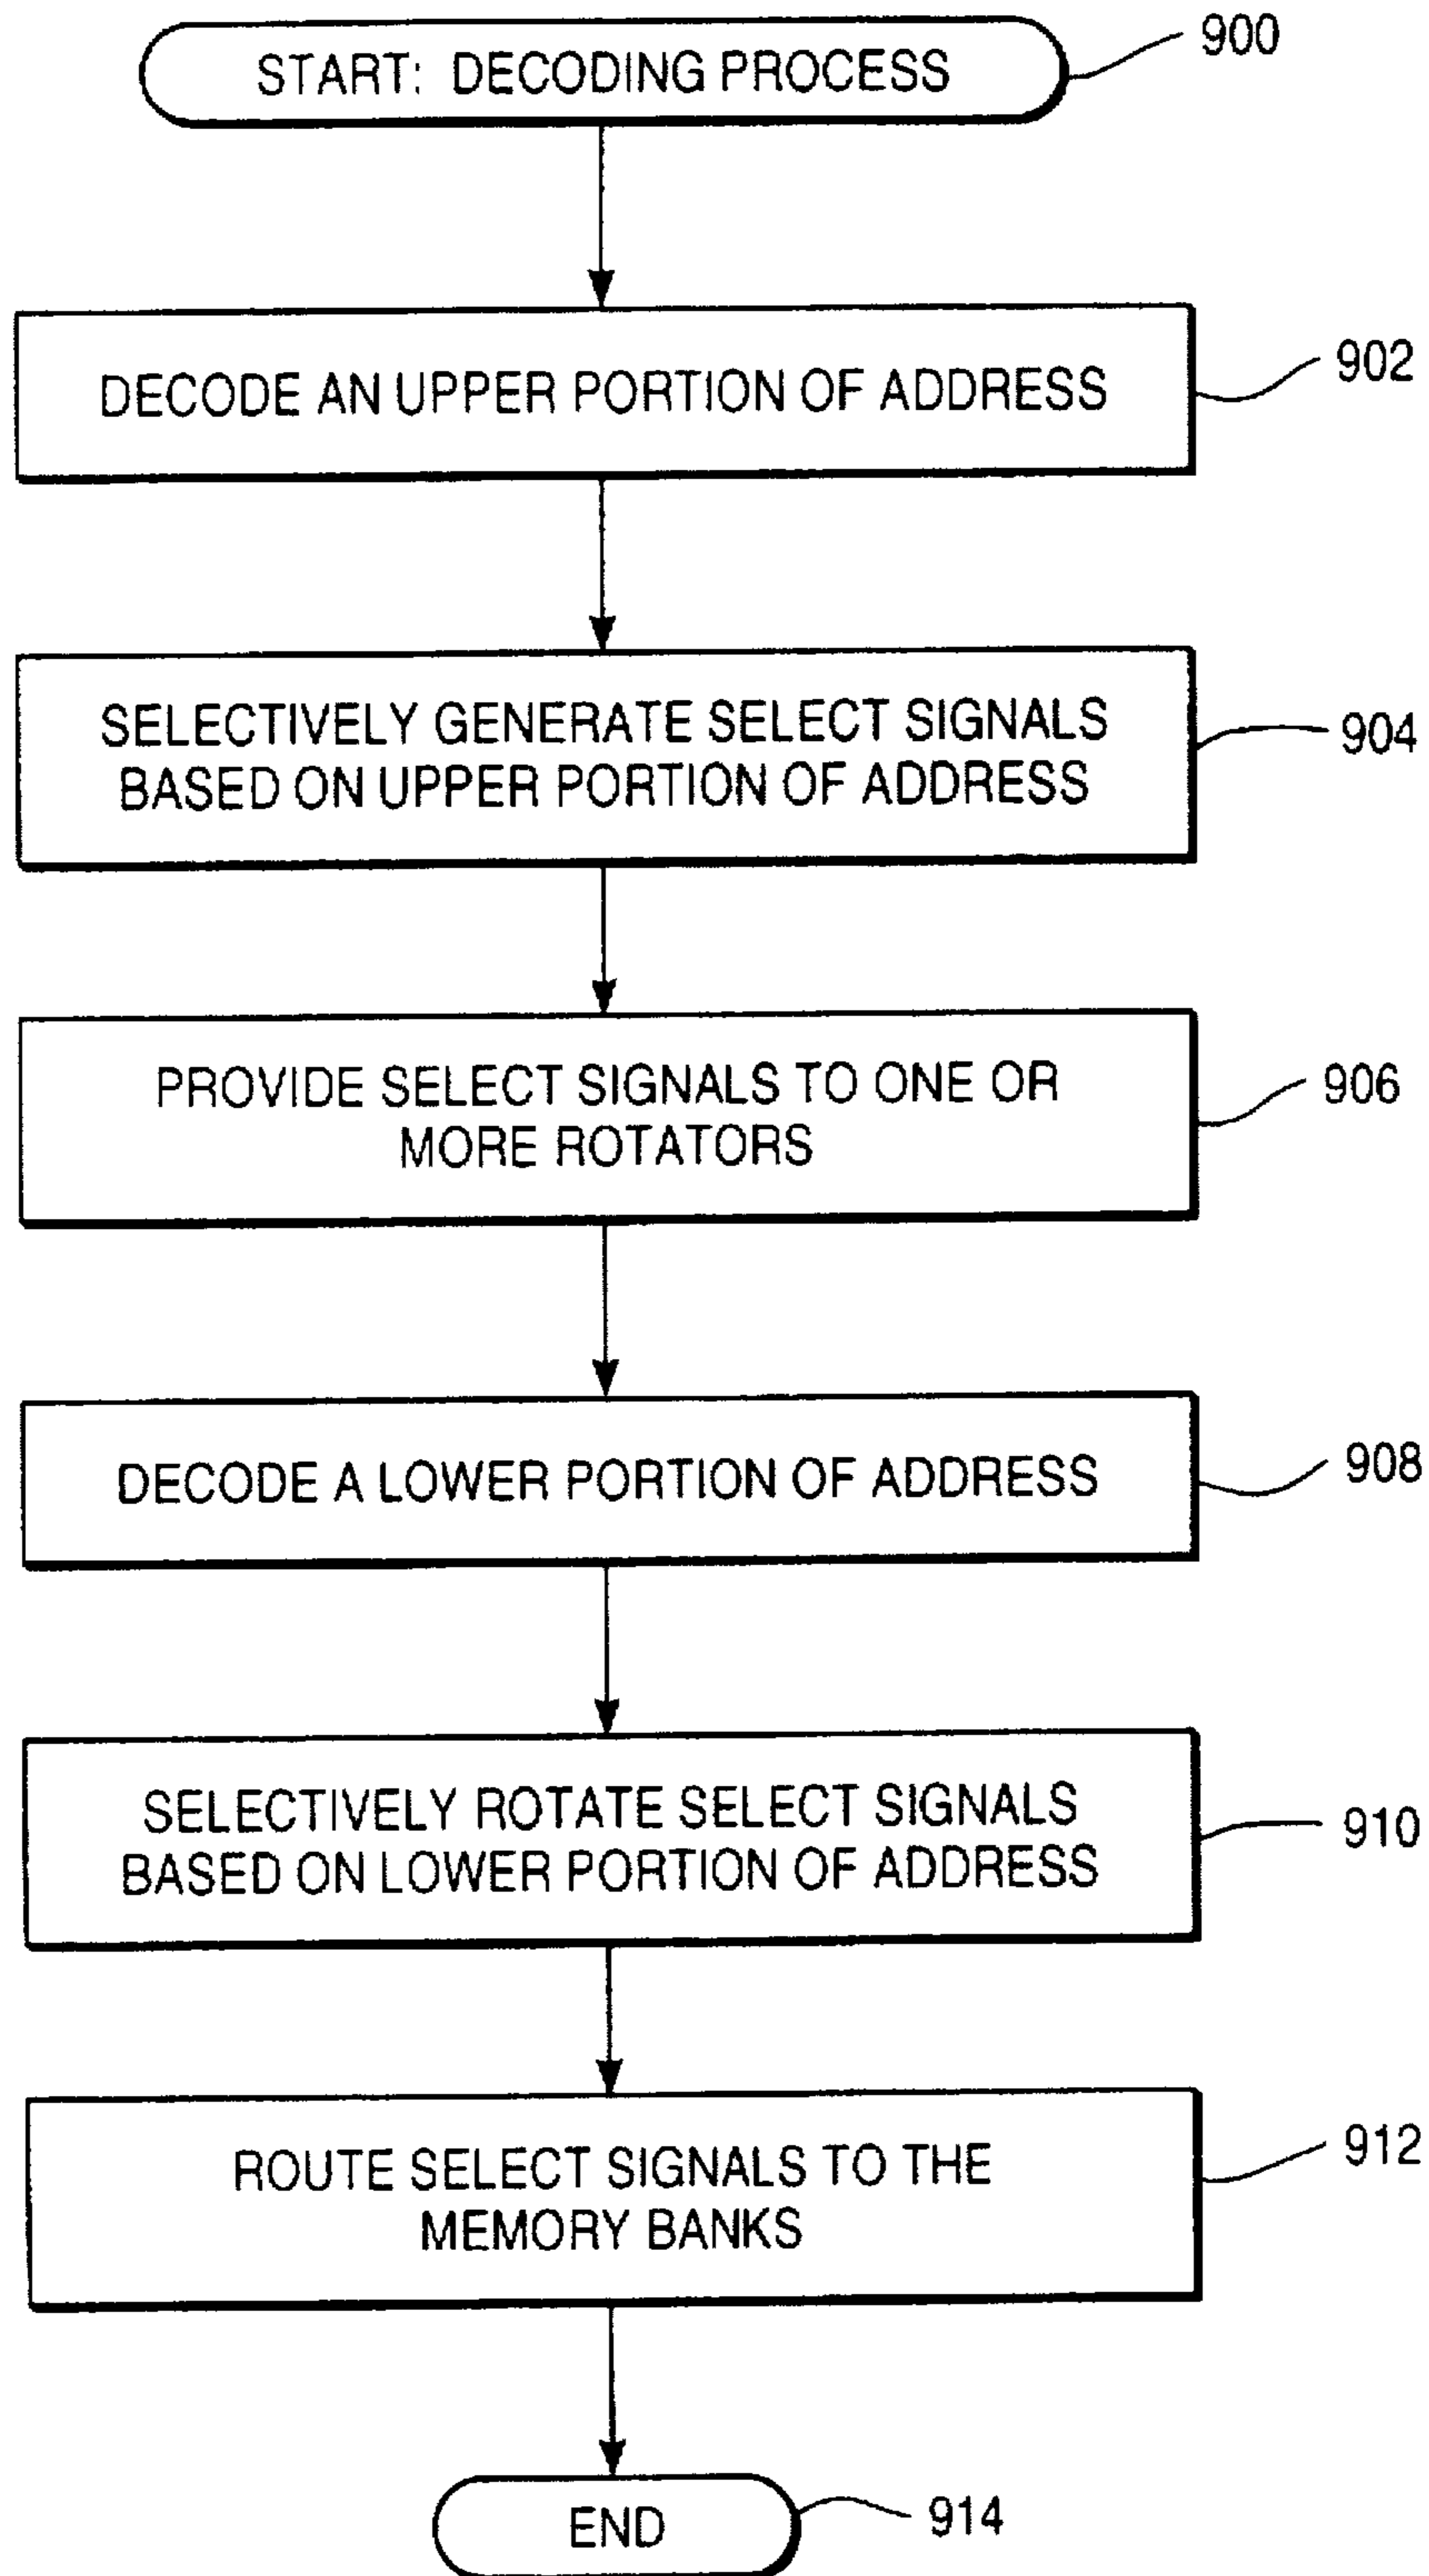 START: DECODING PROCESS
900
DECODE AN UPPER PORTION OF ADDRESS
902
SELECTIVELY GENERATE SELECT SIGNALS
BASED ON UPPER PORTION OF ADDRESS
904
PROVIDE SELECT SIGNALS TO ONE OR
MORE ROTATORS
906
DECODE A LOWER PORTION OF ADDRESS
908
SELECTIVELY ROTATE SELECT SIGNALS
BASED ON LOWER PORTION OF ADDRESS
910
ROUTE SELECT SIGNALS TO THE
MEMORY BANKS
912
END
914